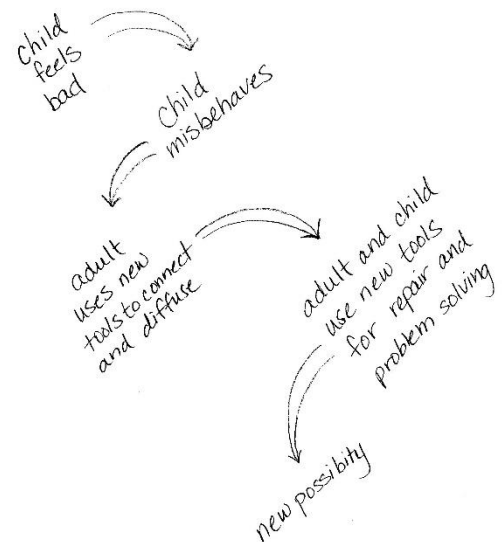 child
feels
bad
Child
misbehaves
adult
uses new
tools to connect
and diffuse
adult and child
use new tools
for repair and
problem solving
new possibity